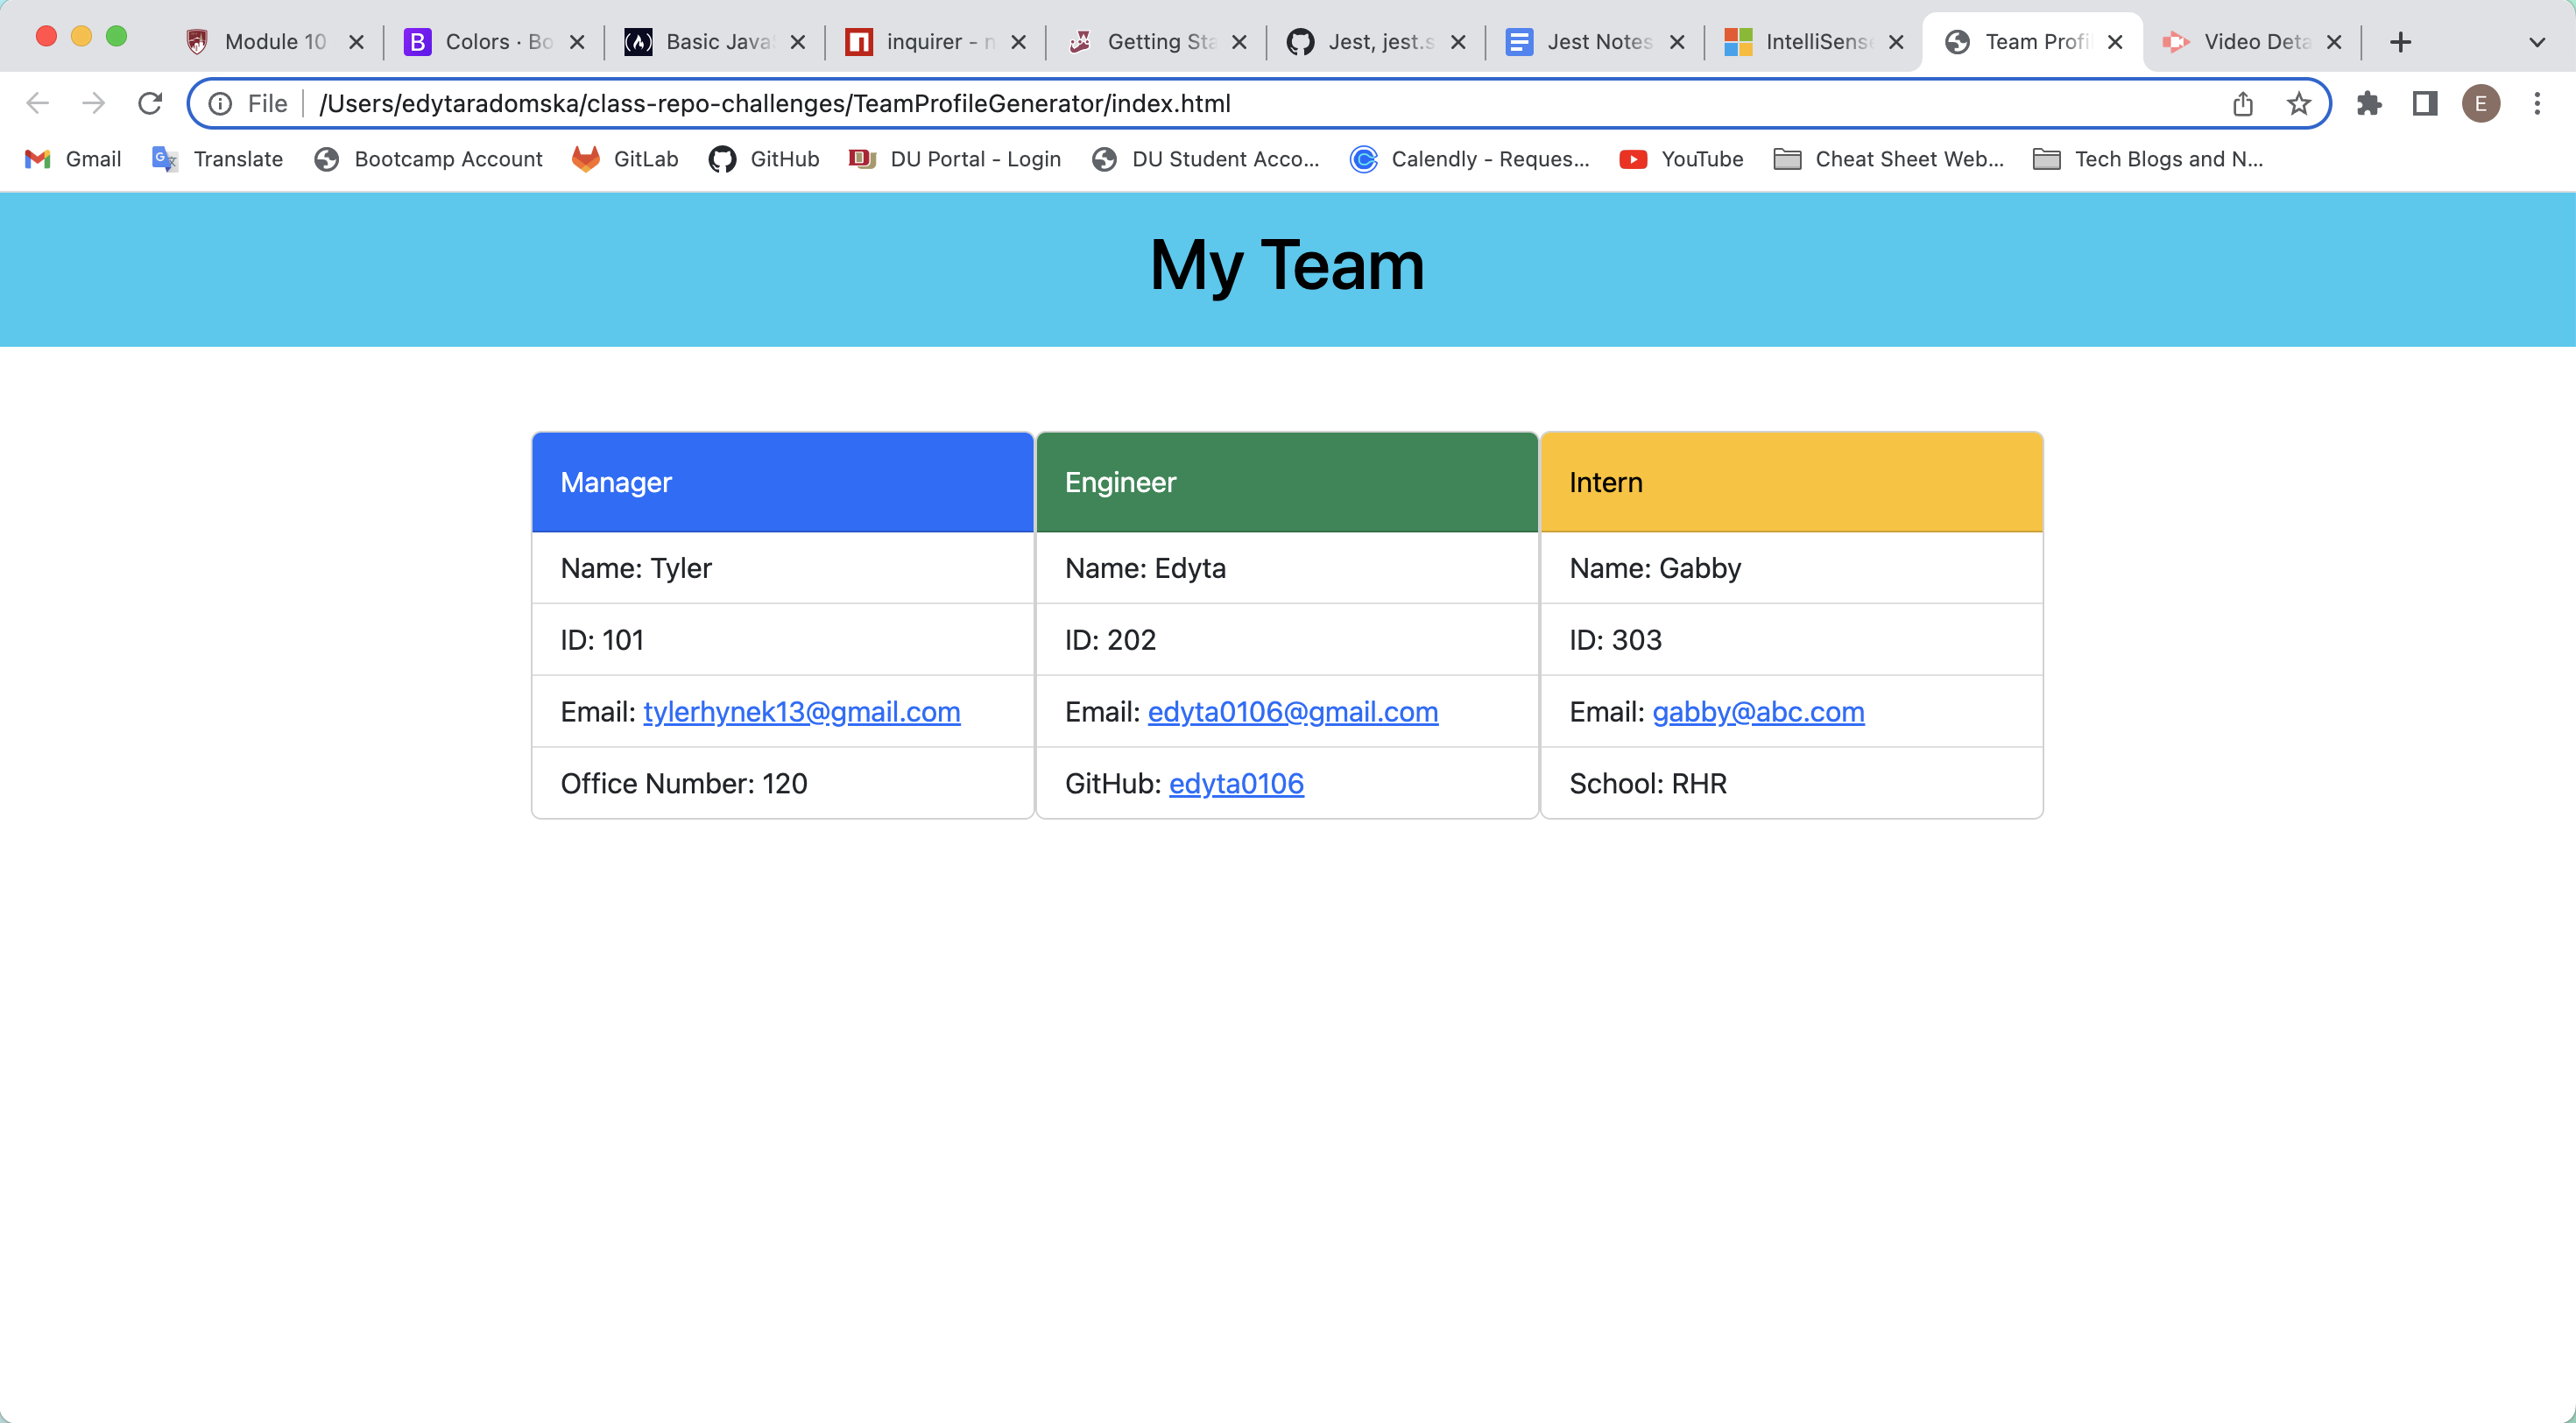 Module 10
Colors · Bo
Basic Java
inquirer - n
Getting Sta
Jest, jest.s
Jest Notes
IntelliSens
Team Profi
Video Deta
File /Users/edytaradomska/class-repo-challenges/TeamProfileGenerator/index.html
E
Gmail Translate Bootcamp Account GitLab GitHub DU Portal - Login DU Student Acco... Calendly - Reques... YouTube Cheat Sheet Web... Tech Blogs and N...
My Team
Manager
Name: Tyler
ID: 101
Email: tylerhynek13@gmail.com
Office Number: 120
Engineer
Name: Edyta
ID: 202
Email: edyta0106@gmail.com
GitHub: edyta0106
Intern
Name: Gabby
ID: 303
Email: gabby@abc.com
School: RHR